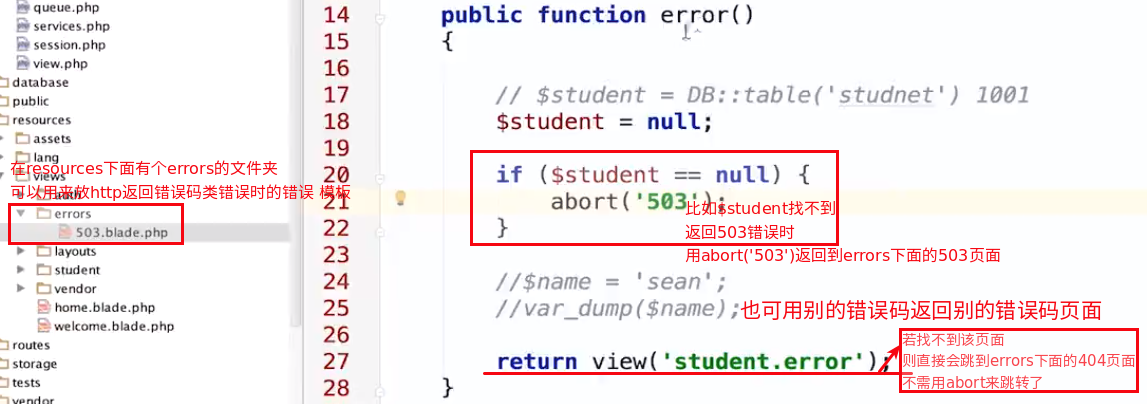 queue.php
services.php
session.php
view.php
database
public
resources
assets
lang
在resources下面有个errors的文件夹
views
可以用来放http返回错误码类错误时的错误 模板
errors
503.blade.php
layouts
student
vendor
home.blade.php
welcome.blade.php
routes
storage
tests
vendor
14 public function error()
15 {
16
17 // $student = DB::table('studnet') 1001
18 $student = null;
19
20 if ($student == null) {
21 abort('503');
22 }
23
24 //$name = 'sean';
25 //var_dump($name);
26
27 return view('student.error');
28 }
比如$student找不到
返回503错误时
用abort('503')返回到errors下面的503页面
也可用别的错误码返回别的错误码页面
若找不到该页面
则直接会跳到errors下面的404页面
不需用abort来跳转了